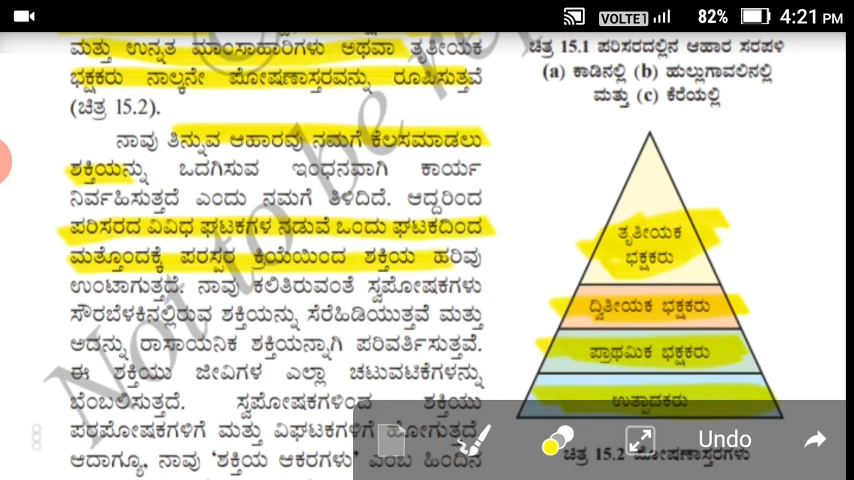 VOLTE1 82% 4:21 PM
ಮತ್ತು ಉನ್ನತ ಮಾಂಸಾಹಾರಿಗಳು ಅಥವಾ ತೃತೀಯಕ
ಭಕ್ಷಕರು ನಾಲ್ಕನೇ ಪೋಷಣಾಸ್ತರವನ್ನು ರೂಪಿಸುತ್ತವೆ
(ಚಿತ್ರ 15.2).
ನಾವು ತಿನ್ನುವ ಆಹಾರವು ನಮಗೆ ಕೆಲಸಮಾಡಲು
ಶಕ್ತಿಯನ್ನು ಒದಗಿಸುವ ಇಂಧನವಾಗಿ ಕಾರ್ಯ
ನಿರ್ವಹಿಸುತ್ತದೆ ಎಂದು ನಮಗೆ ತಿಳಿದಿದೆ. ಆದ್ದರಿಂದ
ಪರಿಸರದ ವಿವಿಧ ಘಟಕಗಳ ನಡುವೆ ಒಂದು ಘಟಕದಿಂದ
ಮತ್ತೊಂದಕ್ಕೆ ಪರಸ್ಪರ ಕ್ರಿಯೆಯಿಂದ ಶಕ್ತಿಯ ಹರಿವು
ಉಂಟಾಗುತ್ತದೆ. ನಾವು ಕಲಿತಿರುವಂತೆ ಸ್ವಪೋಷಕಗಳು
ಸೌರಬೆಳಕಿನಲ್ಲಿರುವ ಶಕ್ತಿಯನ್ನು ಸೆರೆಹಿಡಿಯುತ್ತವೆ ಮತ್ತು
ಅದನ್ನು ರಾಸಾಯನಿಕ ಶಕ್ತಿಯನ್ನಾಗಿ ಪರಿವರ್ತಿಸುತ್ತವೆ.
ಈ ಶಕ್ತಿಯು ಜೀವಿಗಳ ಎಲ್ಲಾ ಚಟುವಟಿಕೆಗಳನ್ನು
ಬೆಂಬಲಿಸುತ್ತದೆ. ಸ್ವಪೋಷಕಗಳಿಂದ ಶಕ್ತಿಯು
ಪರಪೋಷಕಗಳಿಗೆ ಮತ್ತು ವಿಘಟಕಗಳಿಗೆ ಹೋಗುತ್ತದೆ.
ಆದಾಗ್ಯೂ, ನಾವು 'ಶಕ್ತಿಯ ಆಕರಗಳು' ಎಂಬ ಹಿಂದಿನ
ಚಿತ್ರ 15.1 ಪರಿಸರದಲ್ಲಿನ ಆಹಾರ ಸರಪಳಿ
(a) ಕಾಡಿನಲ್ಲಿ (b) ಹುಲ್ಲುಗಾವಲಿನಲ್ಲಿ
ಮತ್ತು (c) ಕೆರೆಯಲ್ಲಿ
ತೃತೀಯಕ
ಭಕ್ಷಕರು
ದ್ವಿತೀಯಕ ಭಕ್ಷಕರು
ಪ್ರಾಥಮಿಕ ಭಕ್ಷಕರು
ಉತ್ಪಾದಕರು
ಚಿತ್ರ 15.2 ಪೋಷಣಾಸ್ತರಗಳು
Undo
Not to be re